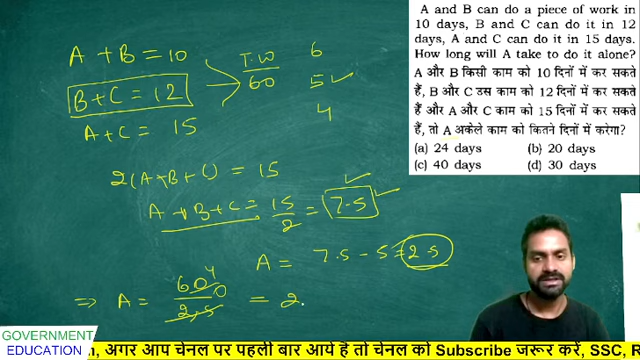 A + B = 10
B + C = 12
A + C = 15
T.W
60
6
5
4
2(A+B+C) = 15
A + B + C = 15/2 = 7.5
A = 7.5 - 5 = 2.5
⇒ A = 60/2.5 = 2.
A and B can do a piece of work in
10 days, B and C can do it in 12
days, A and C can do it in 15 days.
How long will A take to do it alone?
A और B किसी काम को 10 दिनों में कर सकते
हैं, B और C उस काम को 12 दिनों में कर सकते
हैं और A और C काम को 15 दिनों में कर सकते
हैं, तो A अकेले काम को कितने दिनों में करेगा?
(a) 24 days (b) 20 days
(c) 40 days (d) 30 days
GOVERNMENT
EDUCATION
अगर आप चेनल पर पहली बार आये है तो चेनल को Subscribe जरूर करें, SSC,